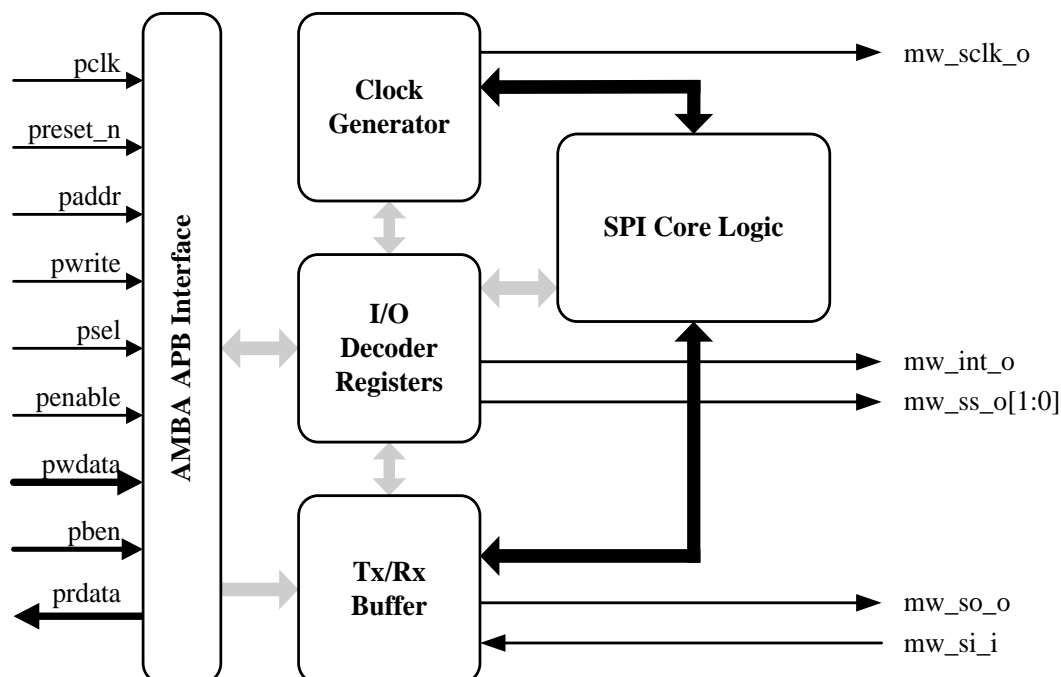 pclk
preset_n
paddr
pwrite
psel
penable
pwdata
pben
prdata
AMBA APB Interface
Clock
Generator
I/O
Decoder
Registers
Tx/Rx
Buffer
SPI Core Logic
mw_sclk_o
mw_int_o
mw_ss_o[1:0]
mw_so_o
mw_si_i